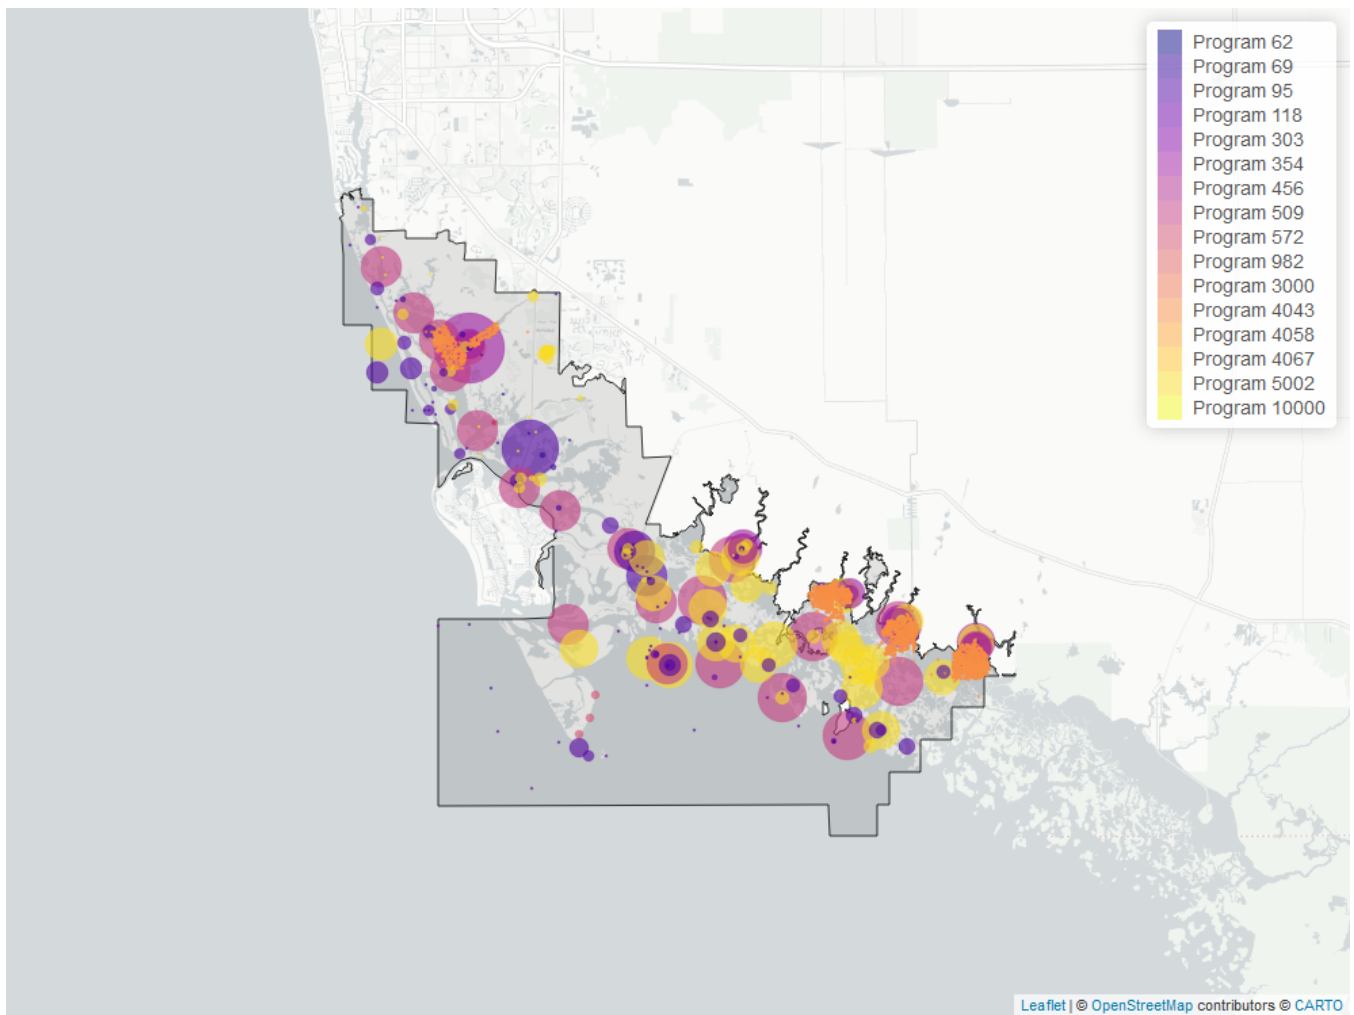 Program 62
Program 69
Program 95
Program 118
Program 303
Program 354
Program 456
Program 509
Program 572
Program 982
Program 3000
Program 4043
Program 4058
Program 4067
Program 5002
Program 10000
Leaflet | © OpenStreetMap contributors © CARTO